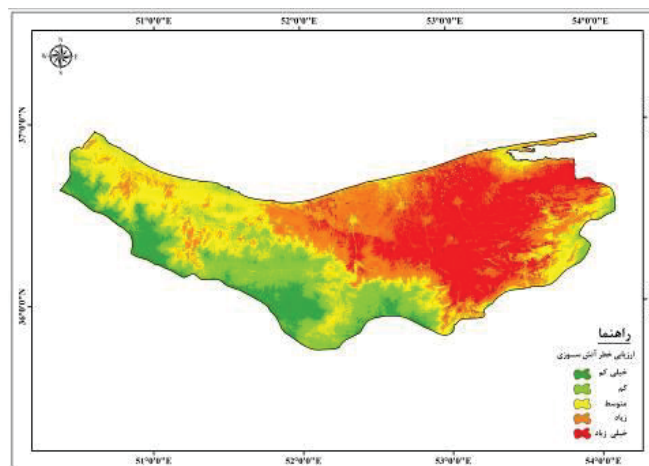 51°0'0"E 52°0'0"E 53°0'0"E 54°0'0"E
N
W E
S
37°0'0"N
36°0'0"N
راهنما
ارزیابی خطر آتش سوزی
خیلی کم
کم
متوسط
زیاد
خیلی زیاد
51°0'0"E 52°0'0"E 53°0'0"E 54°0'0"E